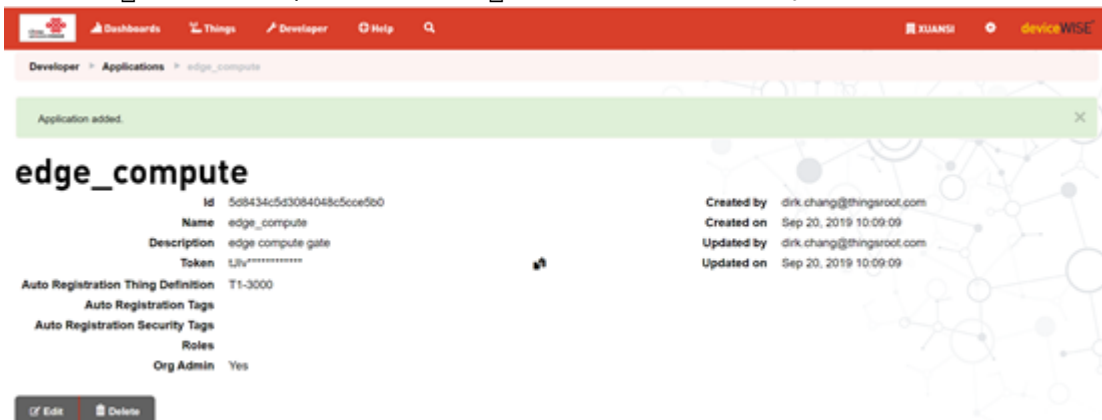 Dashboards Things Developer Help XUANSI deviceWISE
Developer Applications edge_compute
Application added.
edge_compute
Id 5d8434c5d3084048c5cce5b0
Name edge_compute
Description edge compute gate
Token tJIv************
Auto Registration Thing Definition T1-3000
Auto Registration Tags
Auto Registration Security Tags
Roles
Org Admin Yes
Created by dirk.chang@thingsroot.com
Created on Sep 20, 2019 10:09:09
Updated by dirk.chang@thingsroot.com
Updated on Sep 20, 2019 10:09:09
Edit Delete